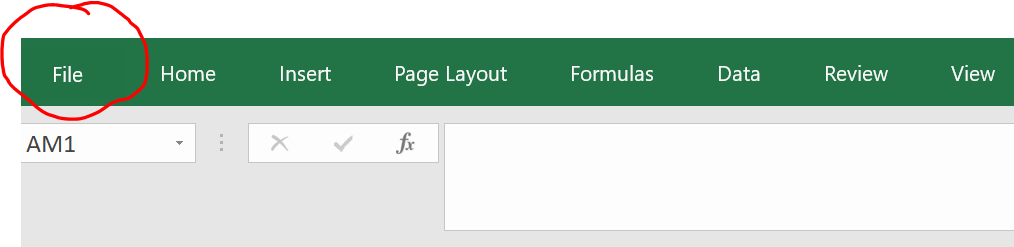 File Home Insert Page Layout Formulas Data Review View
AM1 fx